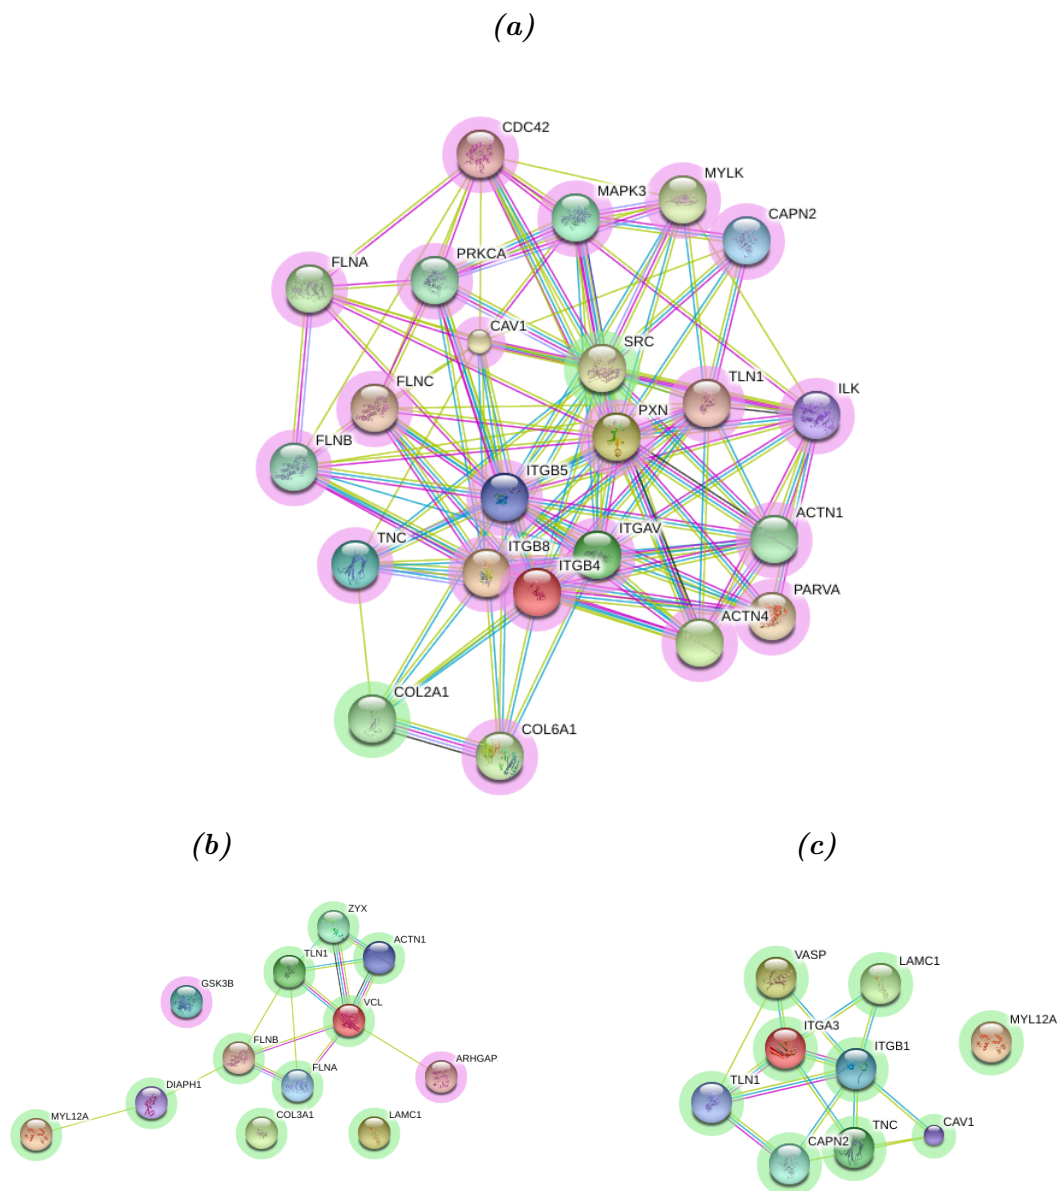 (a)
CDC42
MYLK
MAPK3
CAPN2
PRKCA
FLNA
CAV1
SRC
TLN1
FLNC
ILK
PXN
FLNB
ITGB5
ACTN1
ITGAV
TNC
ITGB8
ITGB4
PARVA
ACTN4
COL2A1
COL6A1
(b) (c)
ZYX
ACTN1
TLN1
GSK3B
VCL
FLNB
ARHGAP
FLNA
DIAPH1
MYL12A
COL3A1
LAMC1
VASP
LAMC1
MYL12A
ITGA3
ITGB1
TLN1
TNC
CAV1
CAPN2